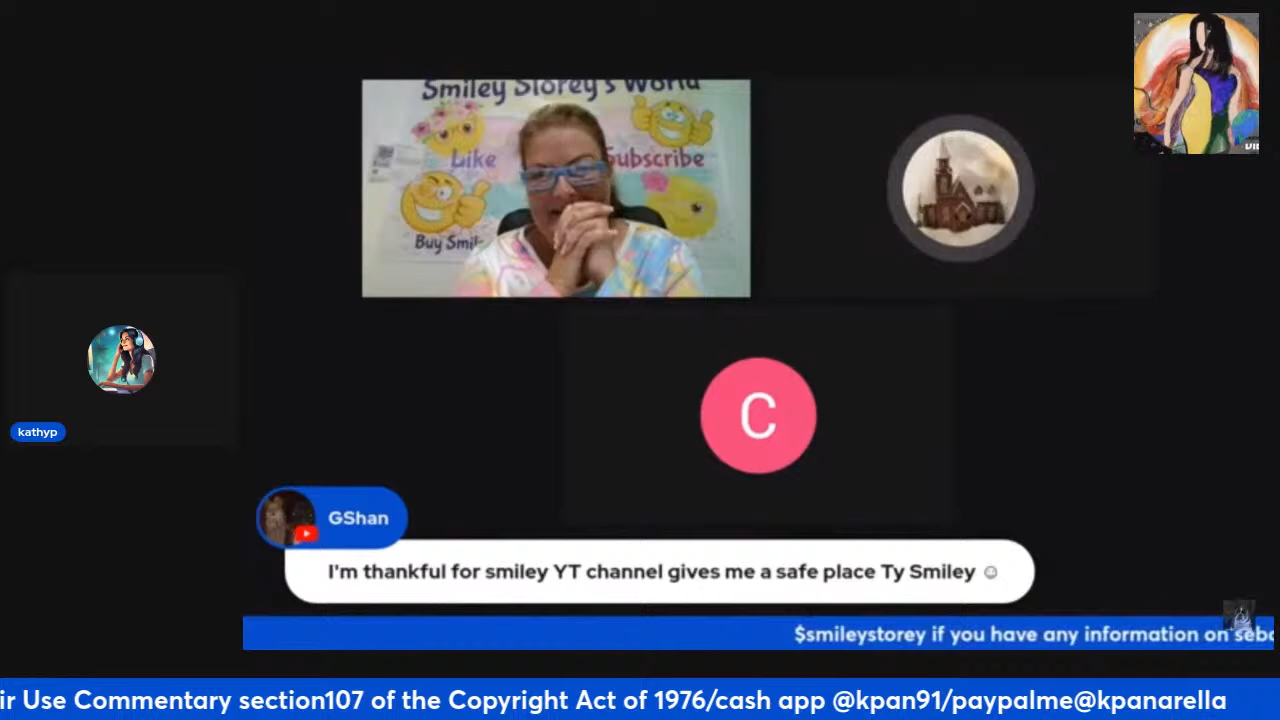 Smiley Storey's World
Like
Subscribe
Buy
C
kathyp
GShan
I'm thankful for smiley YT channel gives me a safe place Ty Smiley ☺
$smileystorey if you have any information on
ir Use Commentary section107 of the Copyright Act of 1976/cash app @kpan91/paypalme@kpanarella